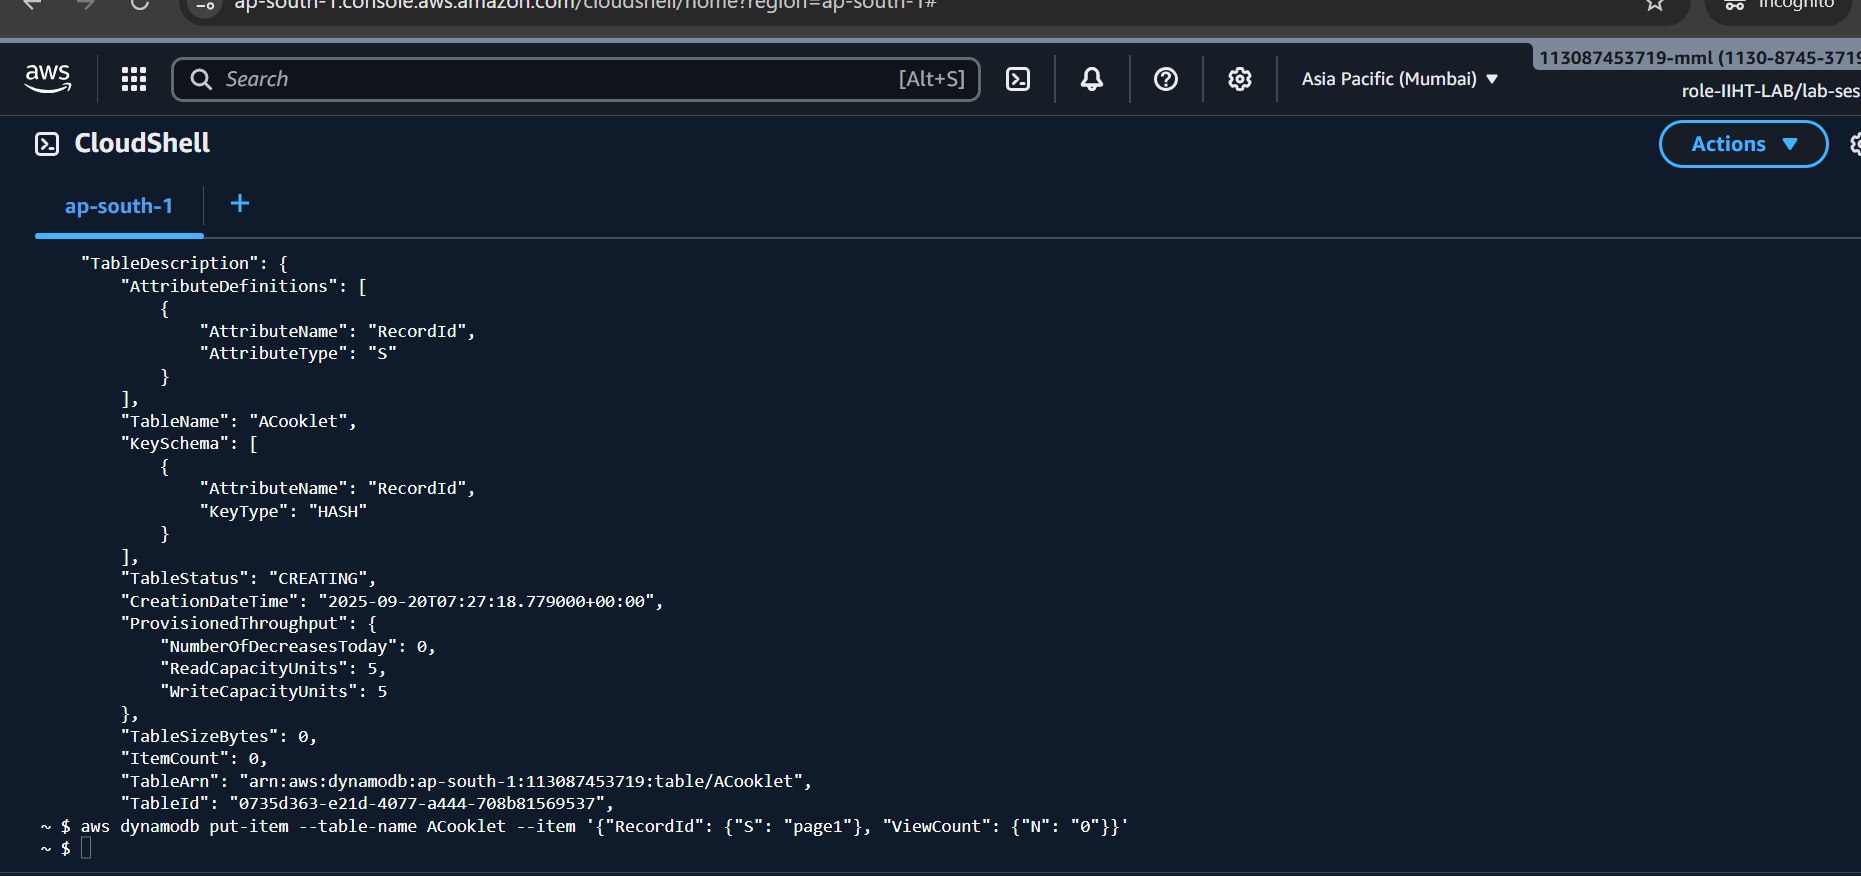 ap-south-1.console.aws.amazon.com/cloudshell/home?region=ap-south-1#
Incognito
aws
Search
[Alt+S]
Asia Pacific (Mumbai)
113087453719-mml (1130-8745-3719
role-IIHT-LAB/lab-ses
CloudShell
Actions
ap-south-1
+
"TableDescription": {
"AttributeDefinitions": [
{
"AttributeName": "RecordId",
"AttributeType": "S"
}
],
"TableName": "ACooklet",
"KeySchema": [
{
"AttributeName": "RecordId",
"KeyType": "HASH"
}
],
"TableStatus": "CREATING",
"CreationDateTime": "2025-09-20T07:27:18.779000+00:00",
"ProvisionedThroughput": {
"NumberOfDecreasesToday": 0,
"ReadCapacityUnits": 5,
"WriteCapacityUnits": 5
},
"TableSizeBytes": 0,
"ItemCount": 0,
"TableArn": "arn:aws:dynamodb:ap-south-1:113087453719:table/ACooklet",
"TableId": "0735d363-e21d-4077-a444-708b81569537",
~ $ aws dynamodb put-item --table-name ACooklet --item '{"RecordId": {"S": "page1"}, "ViewCount": {"N": "0"}}'
~ $